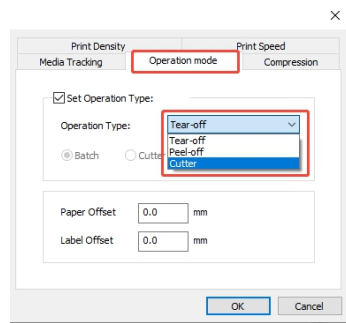 Print Density Print Speed
Media Tracking Operation mode Compression
Set Operation Type:
Operation Type: Tear-off
Tear-off
Peel-off
Batch Cutter
Cutter
Paper Offset 0.0 mm
Label Offset 0.0 mm
OK Cancel